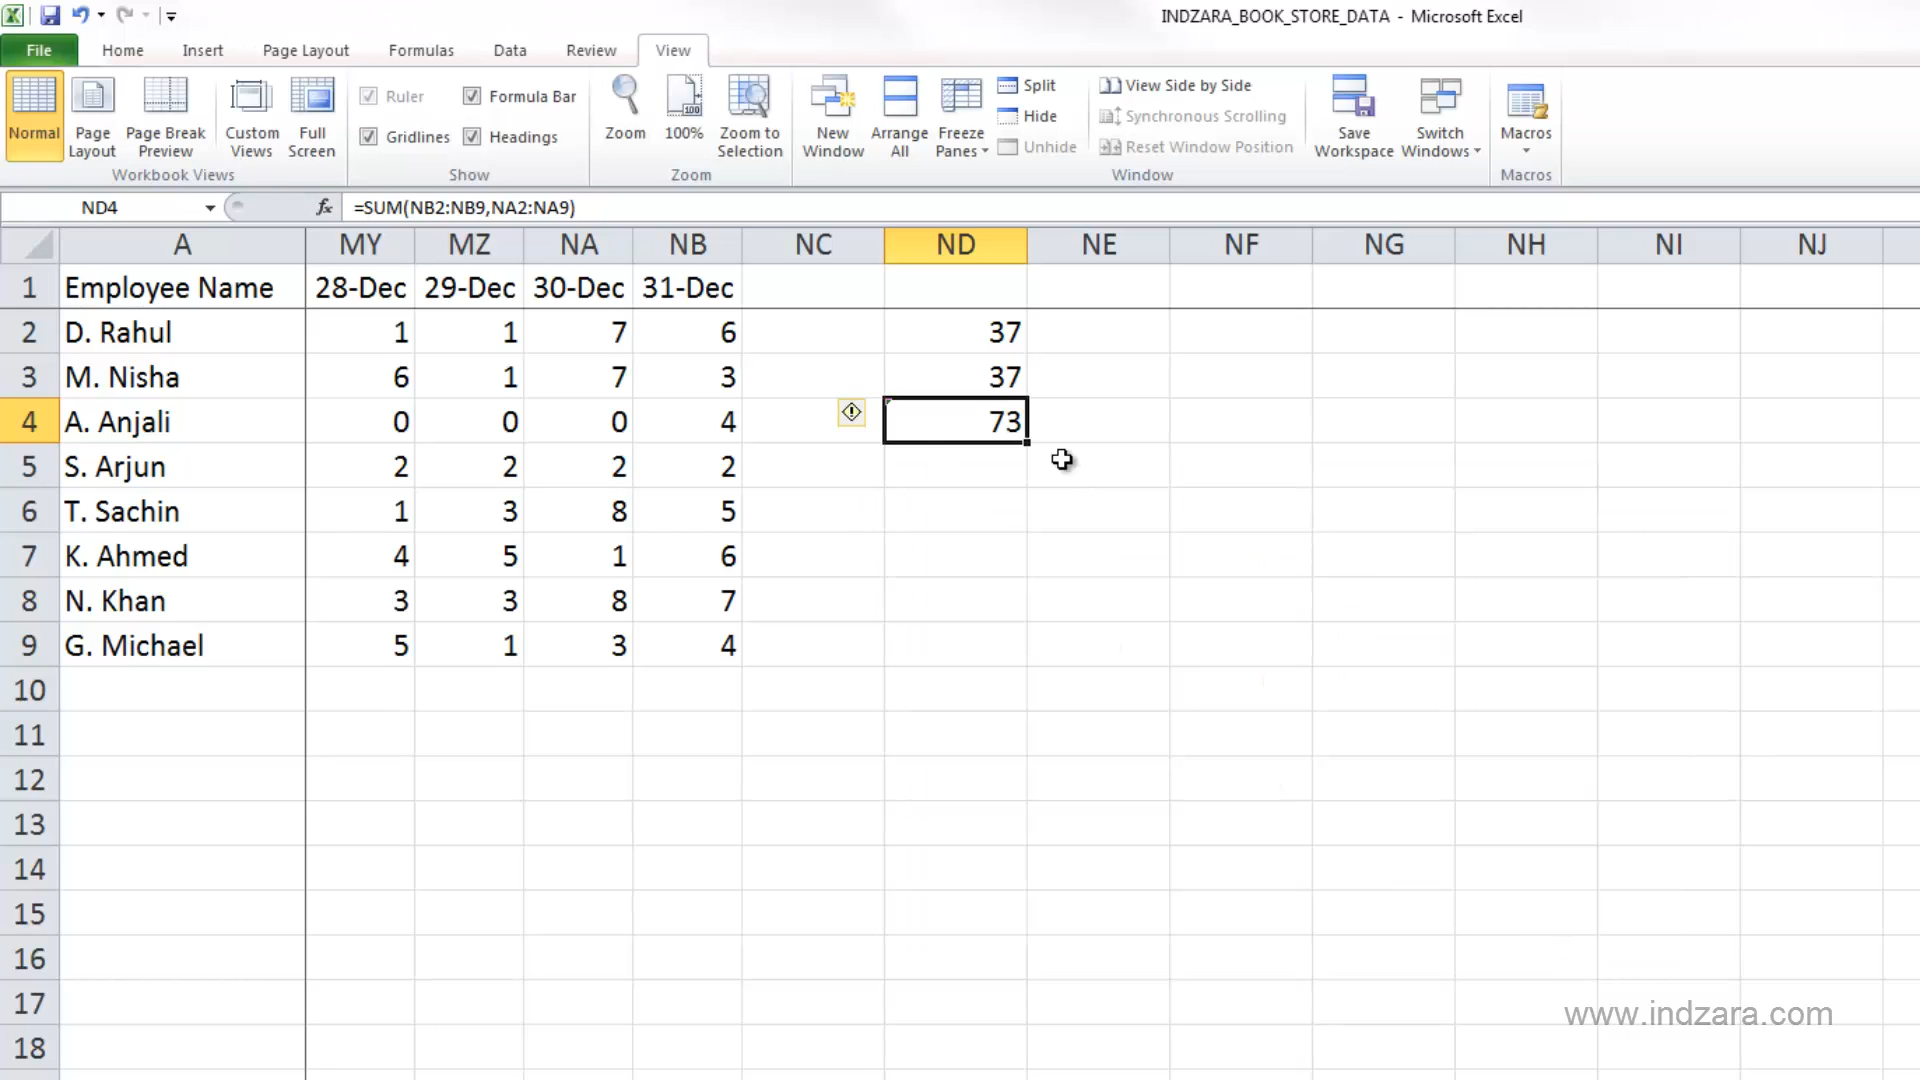 INDZARA_BOOK_STORE_DATA - Microsoft Excel
File Home Insert Page Layout Formulas Data Review View
Normal
Page Layout
Page Break Preview
Custom Views
Full Screen
Workbook Views
Ruler
Formula Bar
Gridlines
Headings
Show
Zoom
100
100%
Zoom to Selection
Zoom
New Window
Arrange All
Freeze Panes
Split
Hide
Unhide
View Side by Side
Synchronous Scrolling
Reset Window Position
Window
Save Workspace
Switch Windows
Macros
Macros
ND4 fx =SUM(NB2:NB9,NA2:NA9)
A MY MZ NA NB NC ND NE NF NG NH NI NJ
1 Employee Name 28-Dec 29-Dec 30-Dec 31-Dec
2 D. Rahul 1 1 7 6 37
3 M. Nisha 6 1 7 3 37
4 A. Anjali 0 0 0 4 73
5 S. Arjun 2 2 2 2
6 T. Sachin 1 3 8 5
7 K. Ahmed 4 5 1 6
8 N. Khan 3 3 8 7
9 G. Michael 5 1 3 4
10
11
12
13
14
15
16
17
www.indzara.com
18